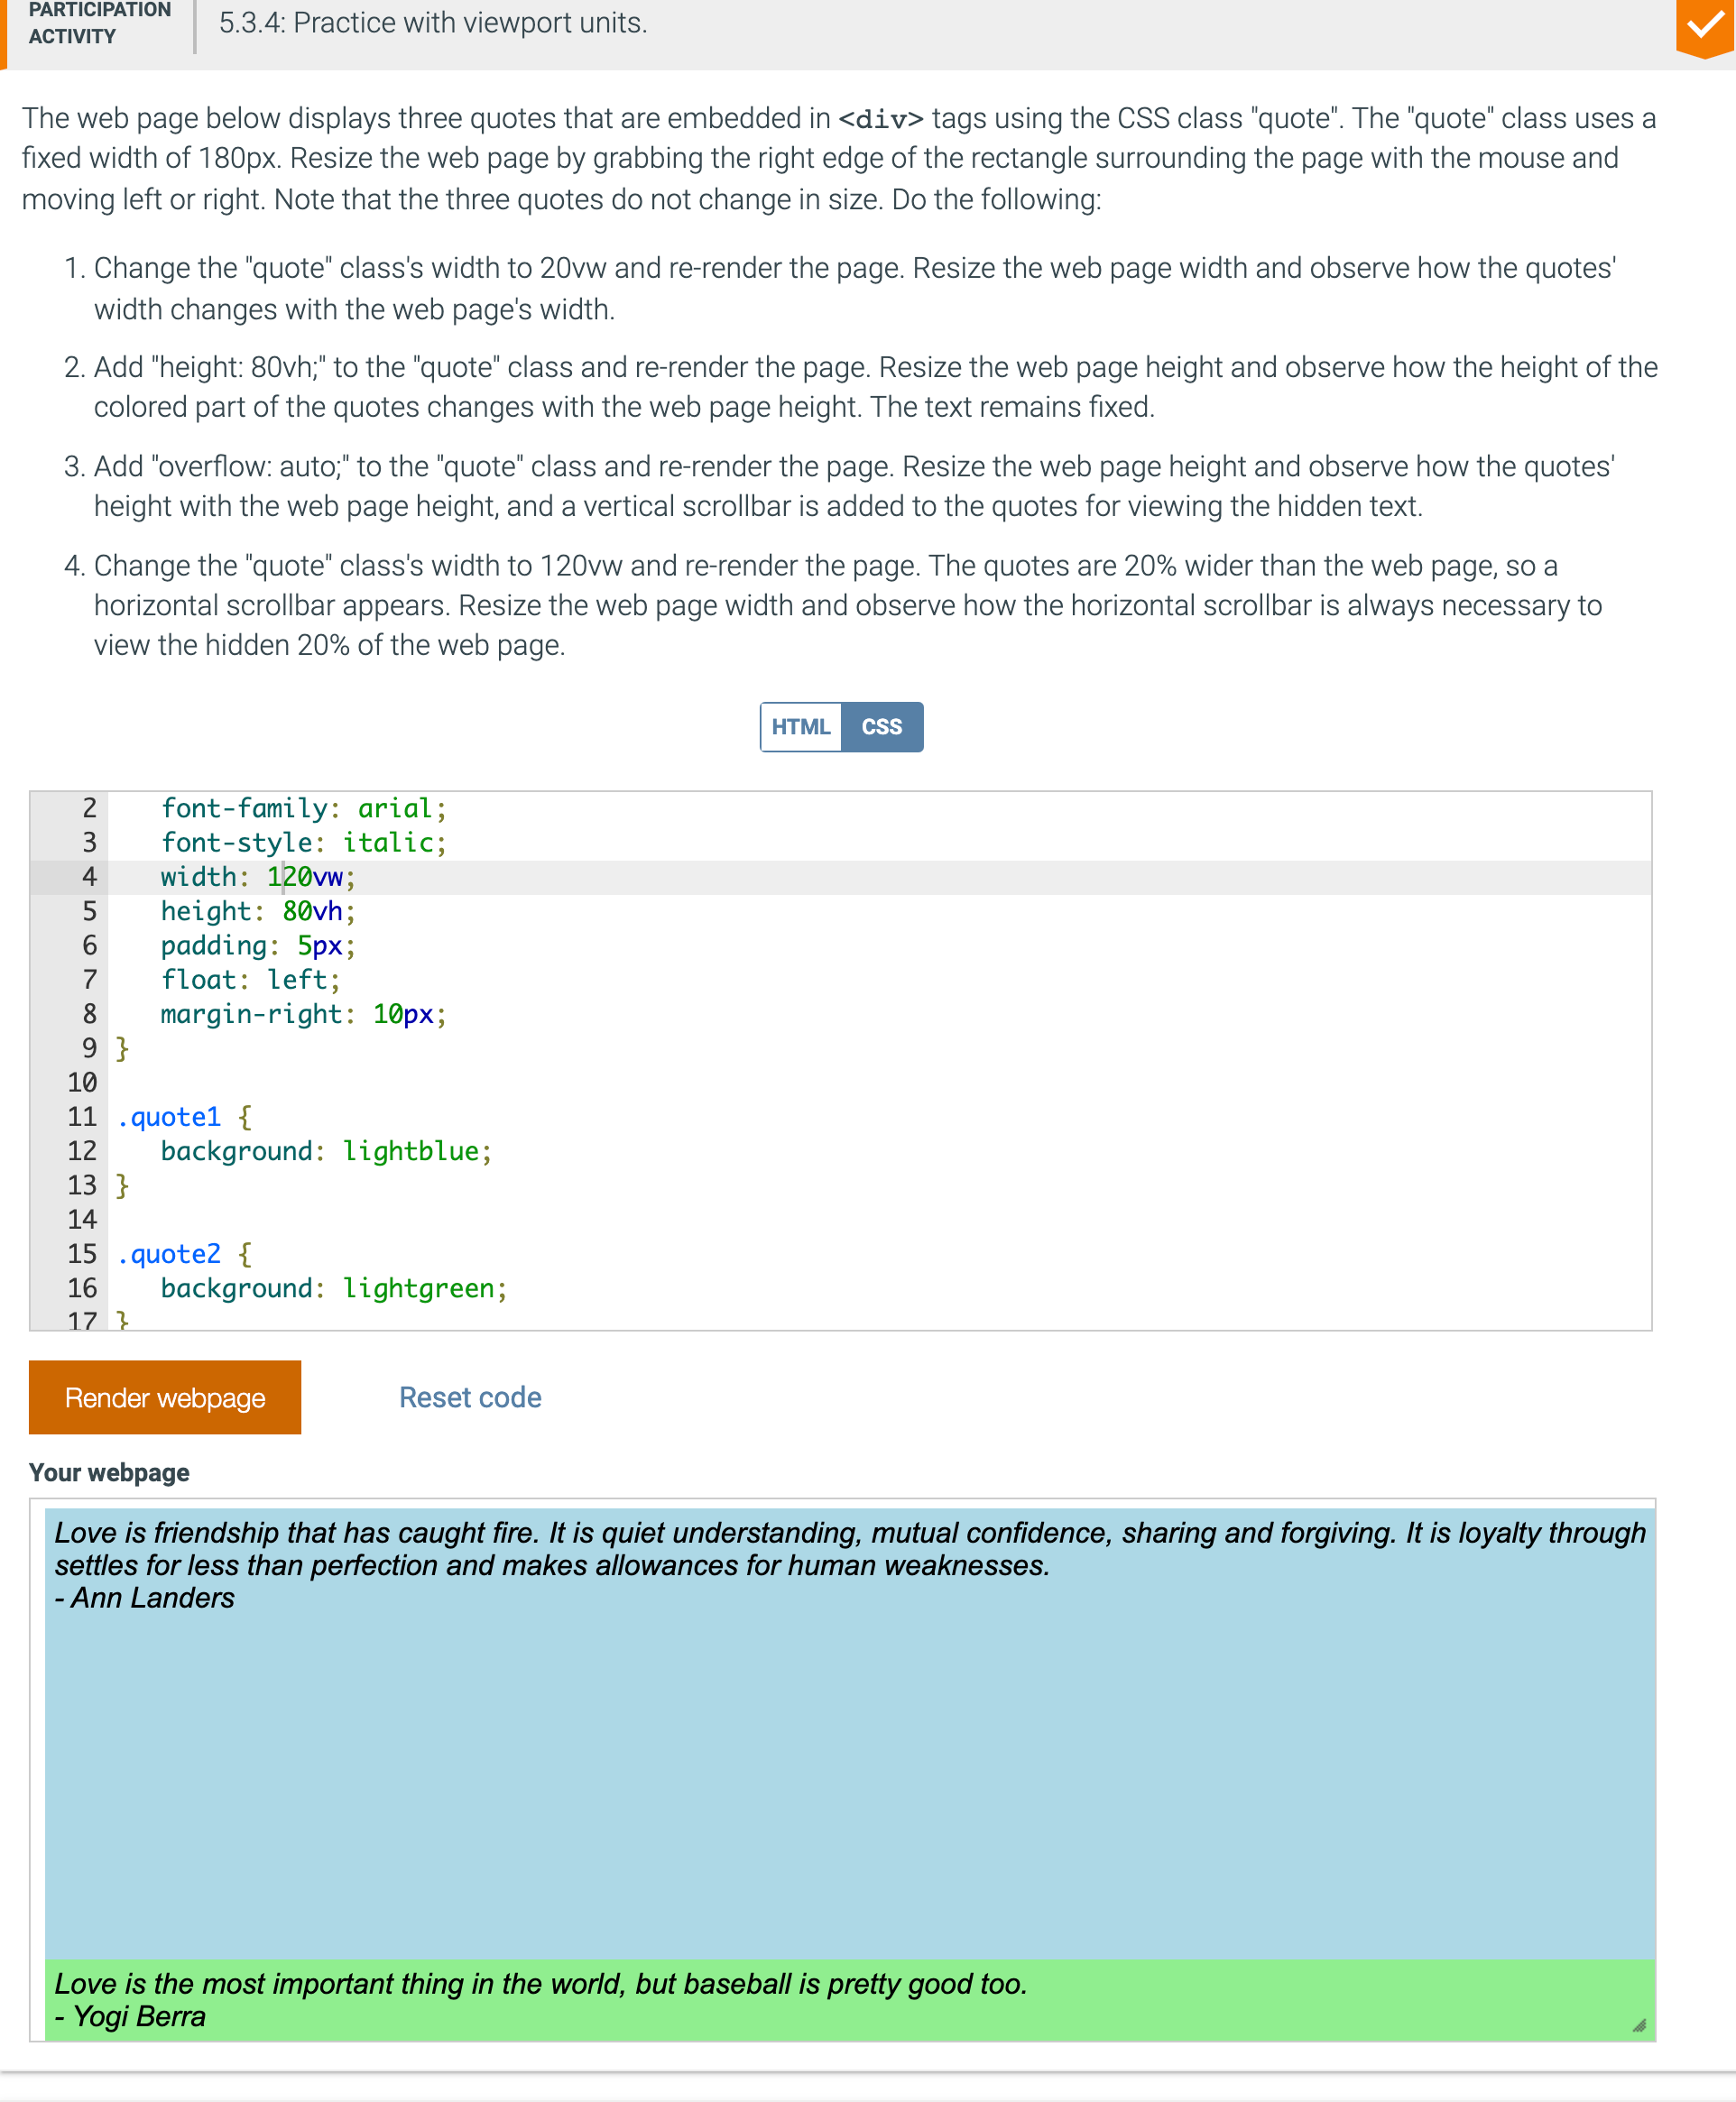 PARTICIPATION
ACTIVITY
5.3.4: Practice with viewport units.
The web page below displays three quotes that are embedded in <div> tags using the CSS class "quote". The "quote" class uses a
fixed width of 180px. Resize the web page by grabbing the right edge of the rectangle surrounding the page with the mouse and
moving left or right. Note that the three quotes do not change in size. Do the following:
1. Change the "quote" class's width to 20vw and re-render the page. Resize the web page width and observe how the quotes'
width changes with the web page's width.
2. Add "height: 80vh;" to the "quote" class and re-render the page. Resize the web page height and observe how the height of the
colored part of the quotes changes with the web page height. The text remains fixed.
3. Add "overflow: auto;" to the "quote" class and re-render the page. Resize the web page height and observe how the quotes'
height with the web page height, and a vertical scrollbar is added to the quotes for viewing the hidden text.
4. Change the "quote" class's width to 120vw and re-render the page. The quotes are 20% wider than the web page, so a
horizontal scrollbar appears. Resize the web page width and observe how the horizontal scrollbar is always necessary to
view the hidden 20% of the web page.
HTML CSS
2 font-family: arial;
3 font-style: italic;
4 width: 120vw;
5 height: 80vh;
6 padding: 5px;
7 float: left;
8 margin-right: 10px;
9 }
10
11 .quote1 {
12 background: lightblue;
13 }
14
15 .quote2 {
16 background: lightgreen;
17 }
Render webpage Reset code
Your webpage
Love is friendship that has caught fire. It is quiet understanding, mutual confidence, sharing and forgiving. It is loyalty through
settles for less than perfection and makes allowances for human weaknesses.
- Ann Landers
Love is the most important thing in the world, but baseball is pretty good too.
- Yogi Berra